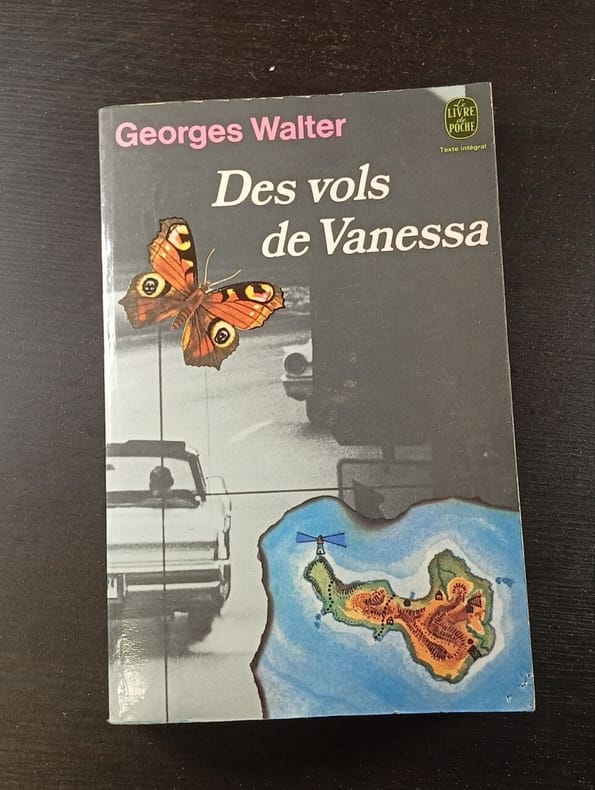 Georges Walter
Le
LIVRE
de
POCHE
Texte intégral
Des vols
de Vanessa